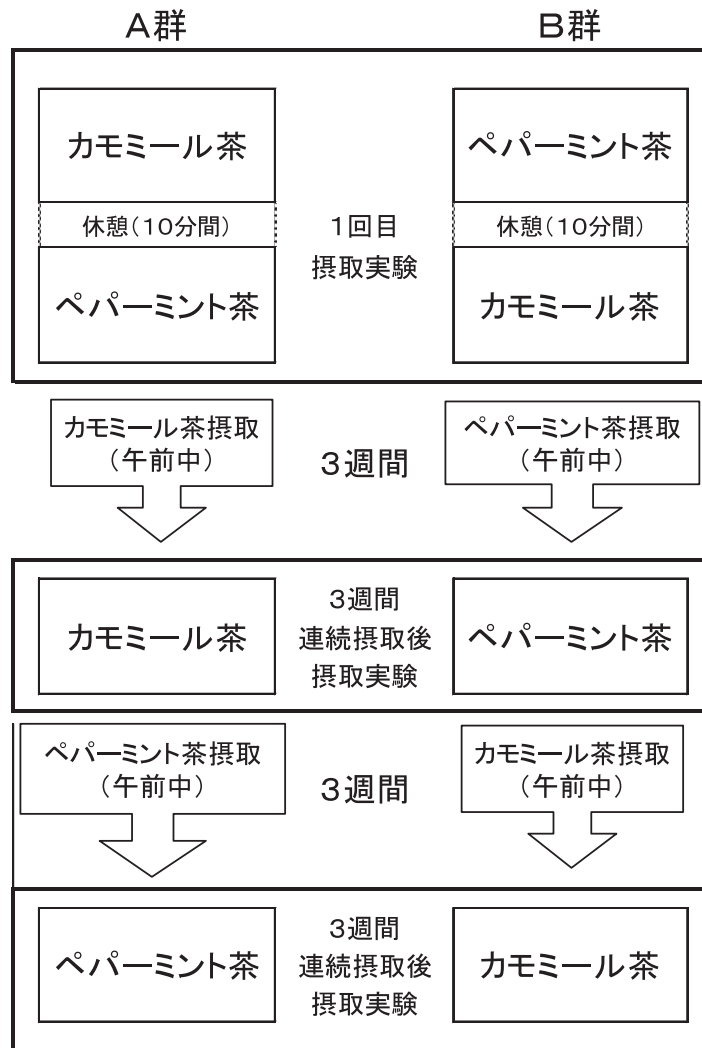 A群
B群
カモミール茶
ペパーミント茶
休憩(10分間)
1回目
摂取実験
休憩(10分間)
ペパーミント茶
カモミール茶
カモミール茶摂取
(午前中)
3週間
ペパーミント茶摂取
(午前中)
カモミール茶
3週間
連続摂取後
摂取実験
ペパーミント茶
ペパーミント茶摂取
(午前中)
3週間
カモミール茶摂取
(午前中)
ペパーミント茶
3週間
連続摂取後
摂取実験
カモミール茶